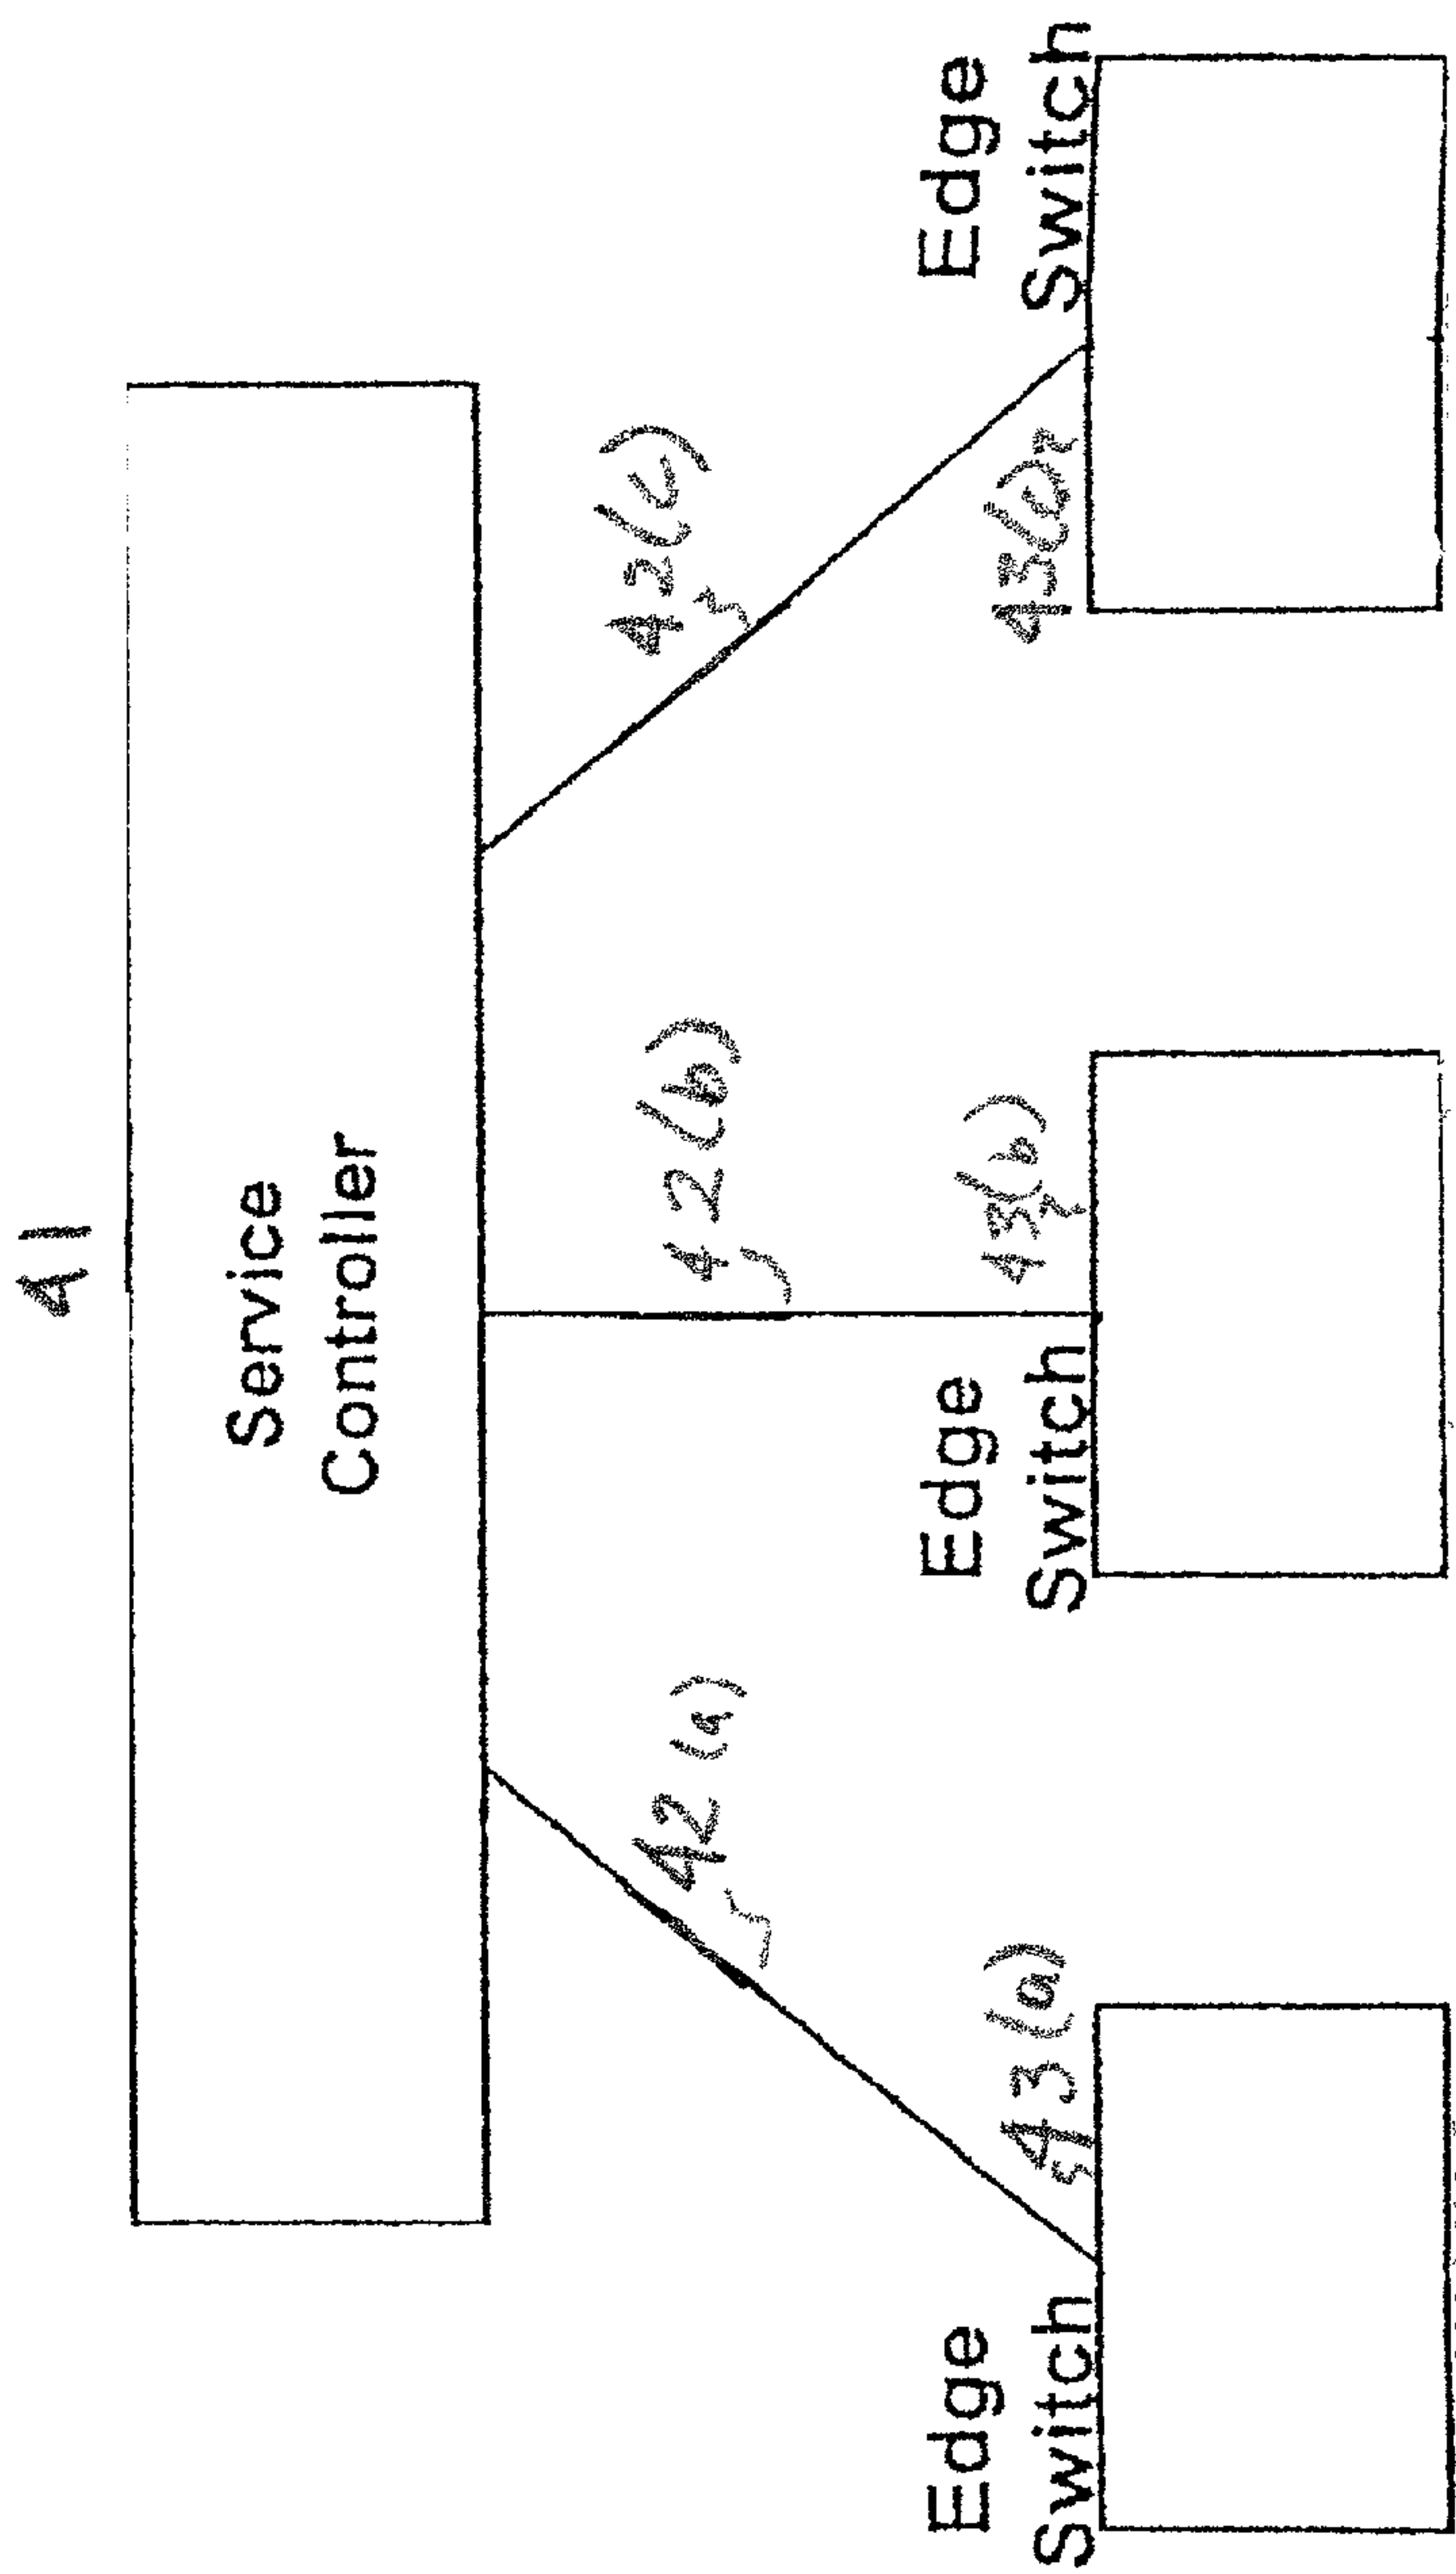 41
Service
Controller
42(a)
42(b)
42(c)
43(a)
43(b)
43(c)
Edge
Switch
Edge
Switch
Edge
Switch